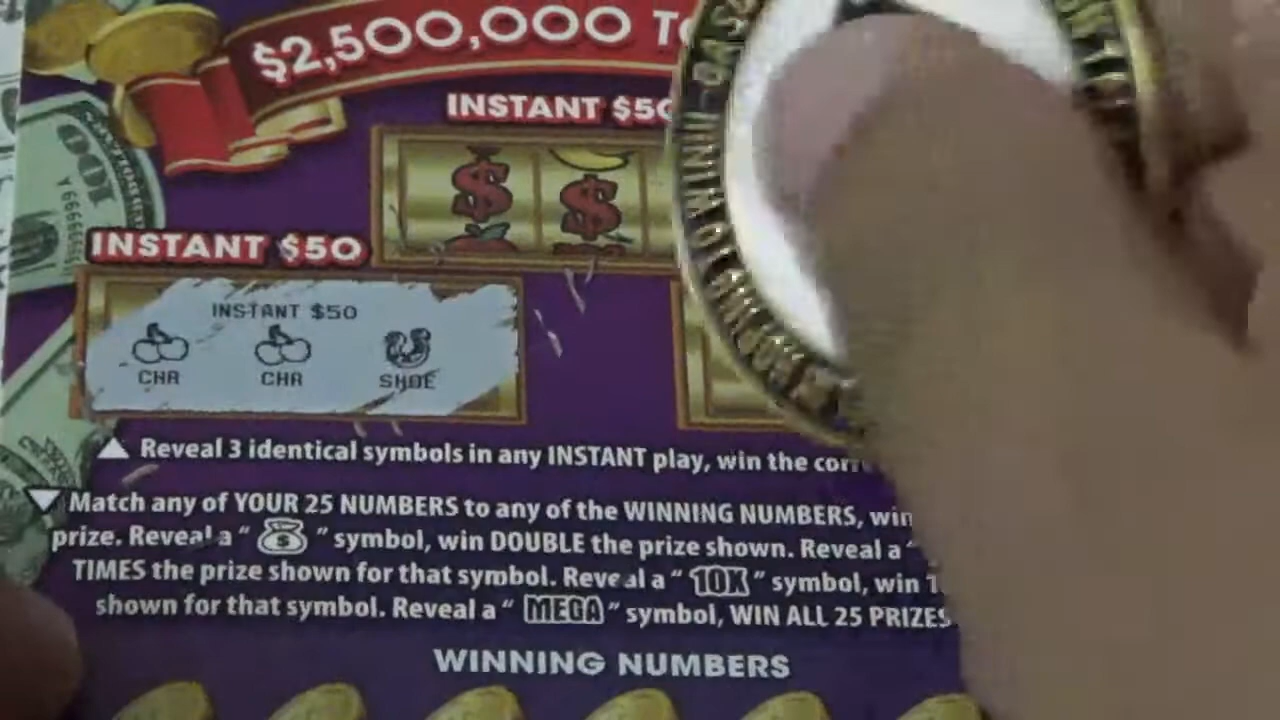 $2,500,000
INSTANT $50
INSTANT $50
INSTANT $50
CHR CHR SHOE
Reveal 3 identical symbols in any INSTANT play, win the
Match any of YOUR 25 NUMBERS to any of the WINNING NUMBERS, win
prize. Reveal a " " symbol, win DOUBLE the prize shown. Reveal a "
TIMES the prize shown for that symbol. Reveal a " 10X " symbol, win
shown for that symbol. Reveal a " MEGA " symbol, WIN ALL 25 PRIZES
WINNING NUMBERS